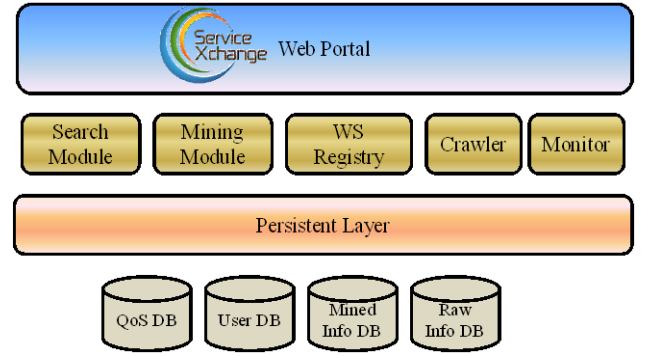 Service
Xchange
Web Portal
Search
Module
Mining
Module
WS
Registry
Crawler
Monitor
Persistent Layer
QoS DB
User DB
Mined
Info DB
Raw
Info DB